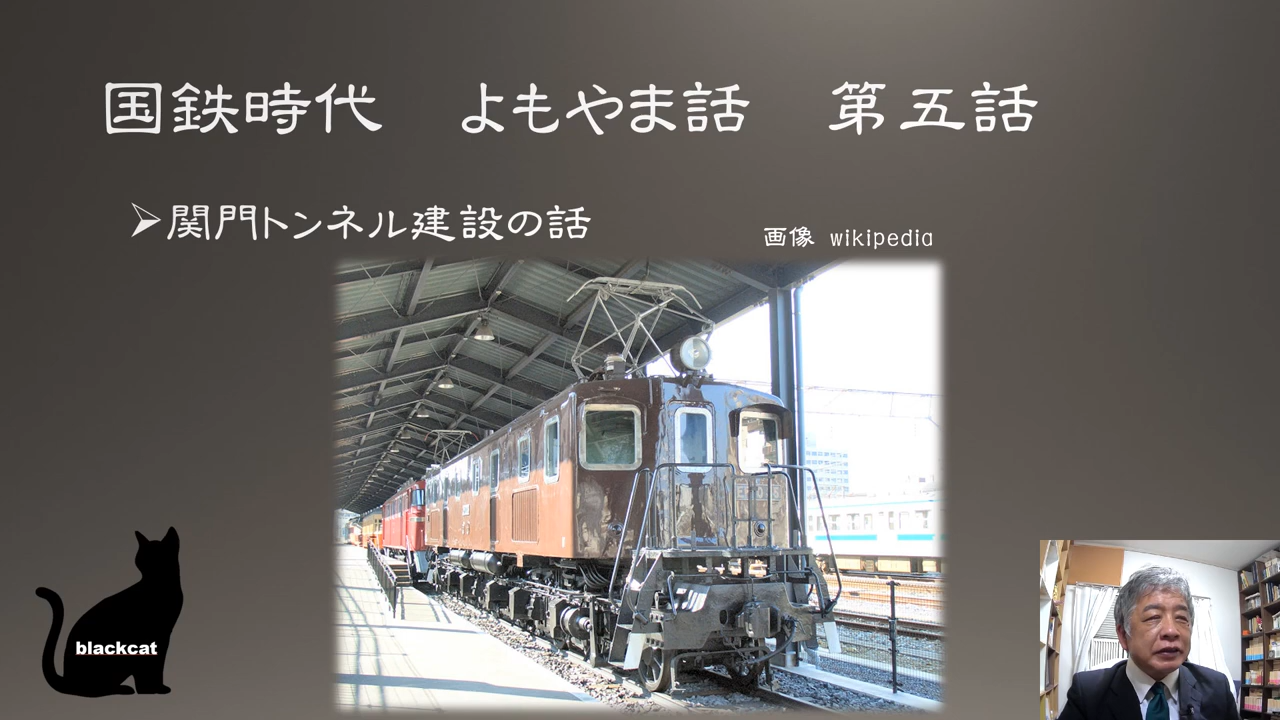 国鉄時代　よもやま話　第五話
➢関門トンネル建設の話
画像 wikipedia
blackcat